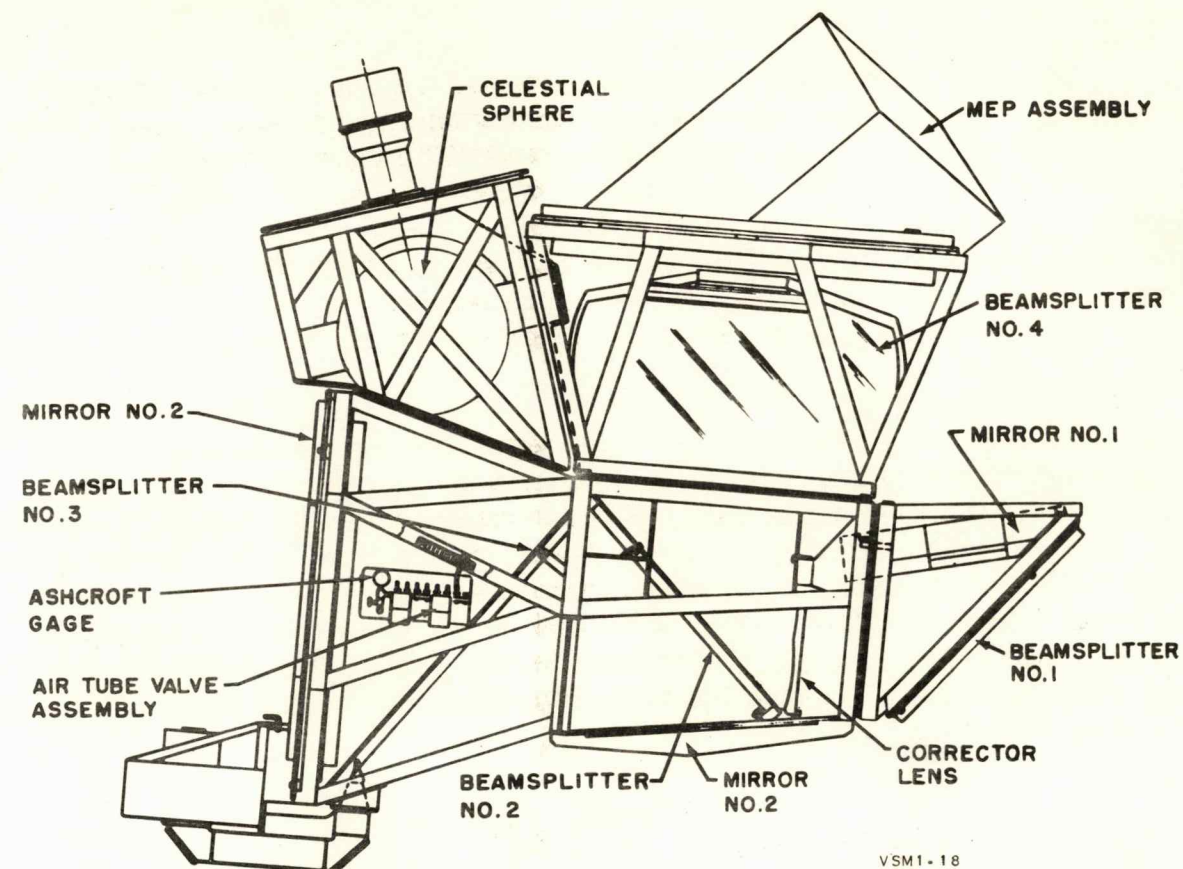 CELESTIAL
SPHERE
MEP ASSEMBLY
BEAMSPLITTER
NO. 4
MIRROR NO. 2
MIRROR NO. 1
BEAMSPLITTER
NO. 3
ASHCROFT
GAGE
BEAMSPLITTER
NO. 1
AIR TUBE VALVE
ASSEMBLY
CORRECTOR
LENS
BEAMSPLITTER
NO. 2
MIRROR
NO. 2
VSM1-18